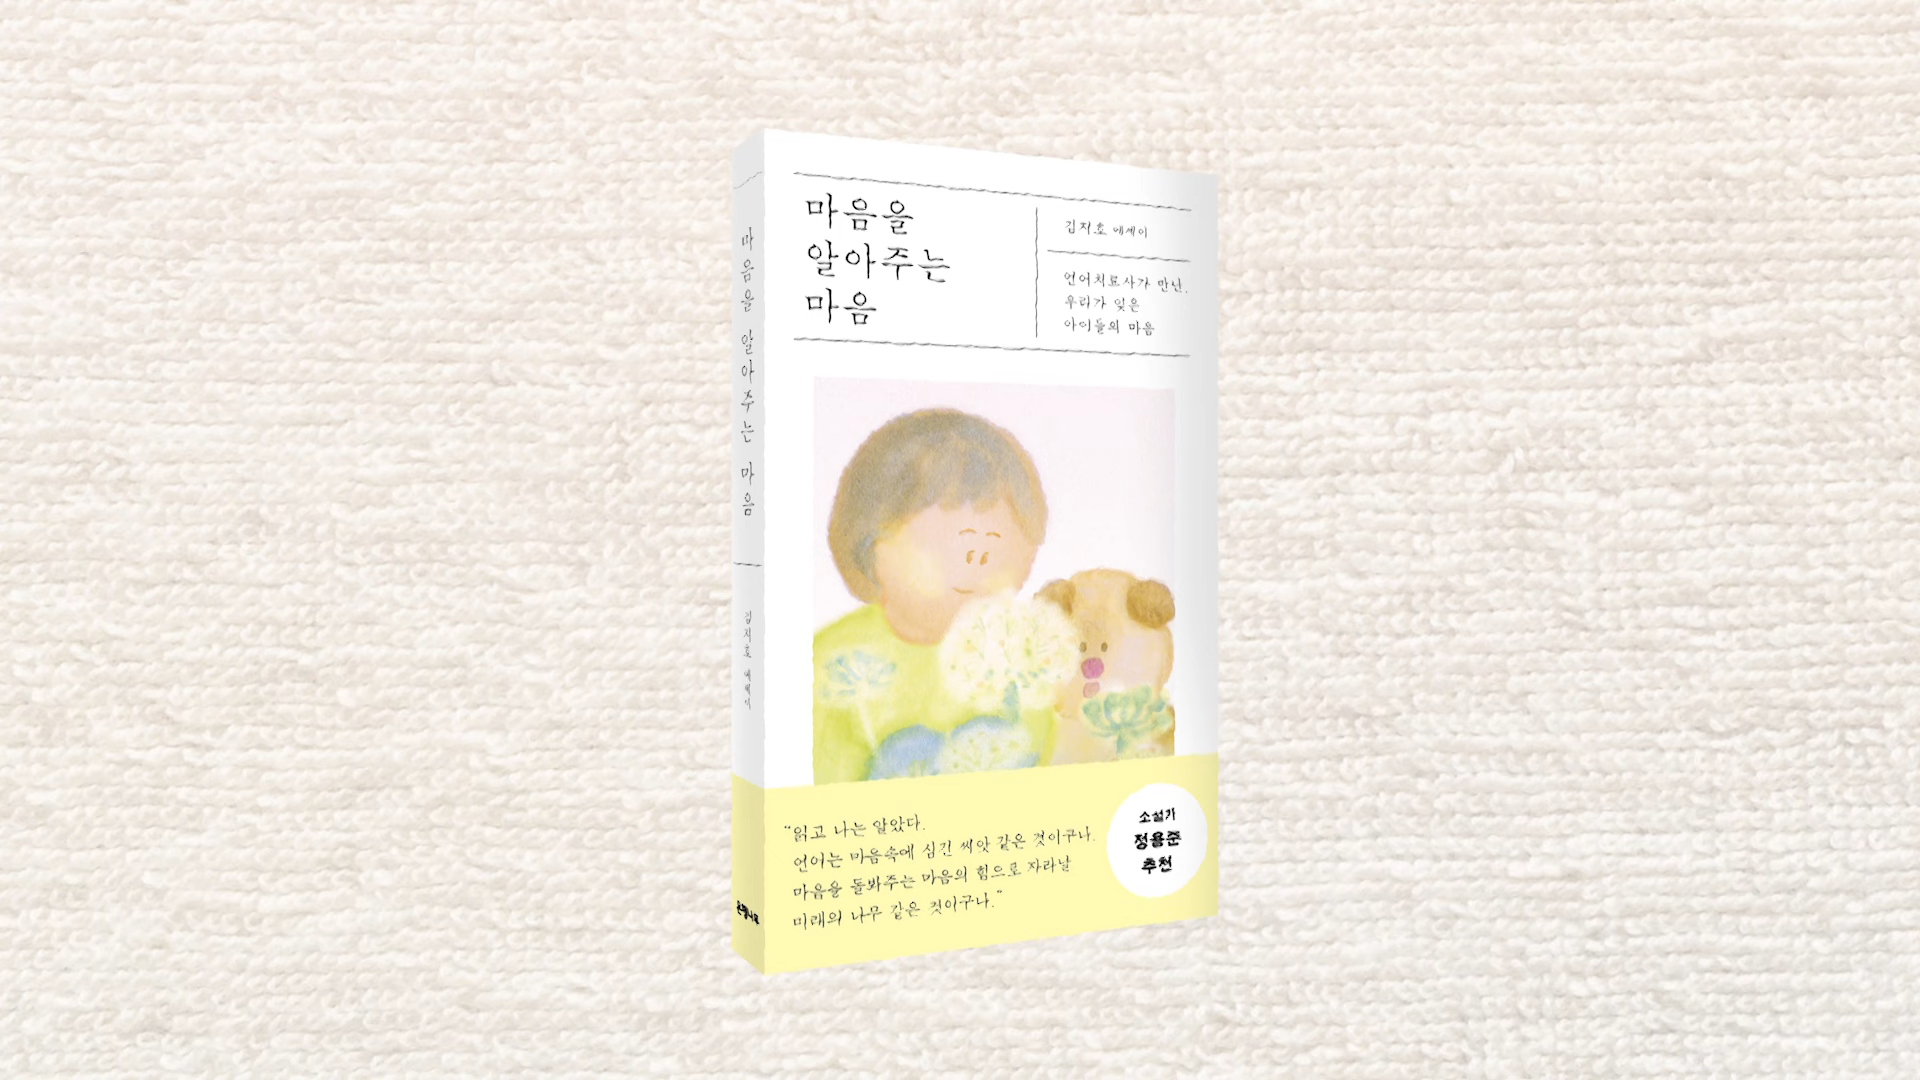 마음을 알아주는 마음
김지호 에세이
은행나무
마음을
알아주는
마음
김지호 에세이
언어치료사가 만난,
우리가 잊은
아이들의 마음
“읽고 나는 알았다.
언어는 마음속에 심긴 씨앗 같은 것이구나.
마음을 돌봐주는 마음의 힘으로 자라날
미래의 나무 같은 것이구나.”
소설가
정용준
추천